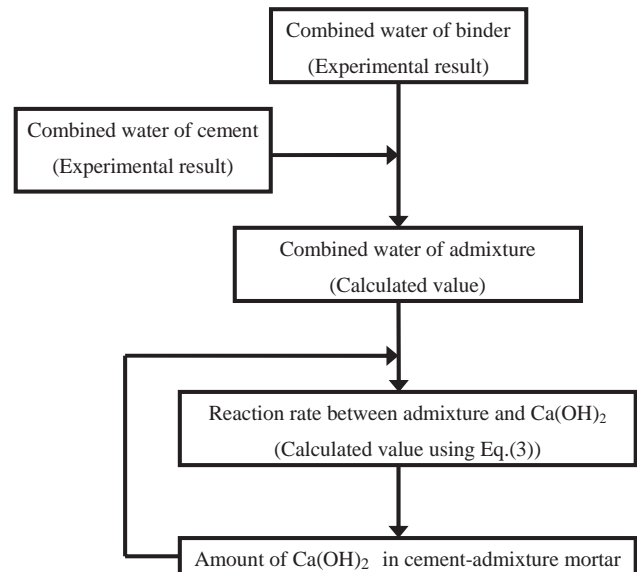 Combined water of binder
(Experimental result)
Combined water of cement
(Experimental result)
Combined water of admixture
(Calculated value)
Reaction rate between admixture and Ca(OH)₂
(Calculated value using Eq.(3))
Amount of Ca(OH)₂ in cement-admixture mortar